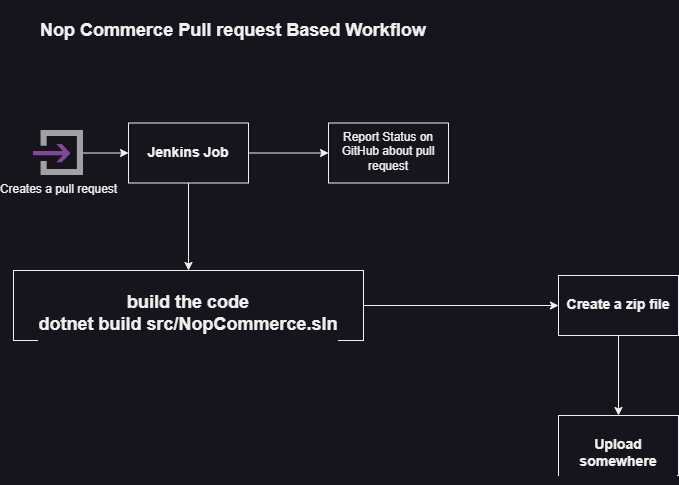 Nop Commerce Pull request Based Workflow
Creates a pull request
Jenkins Job
Report Status on
GitHub about pull
request
build the code
dotnet build src/NopCommerce.sln
Create a zip file
Upload
somewhere